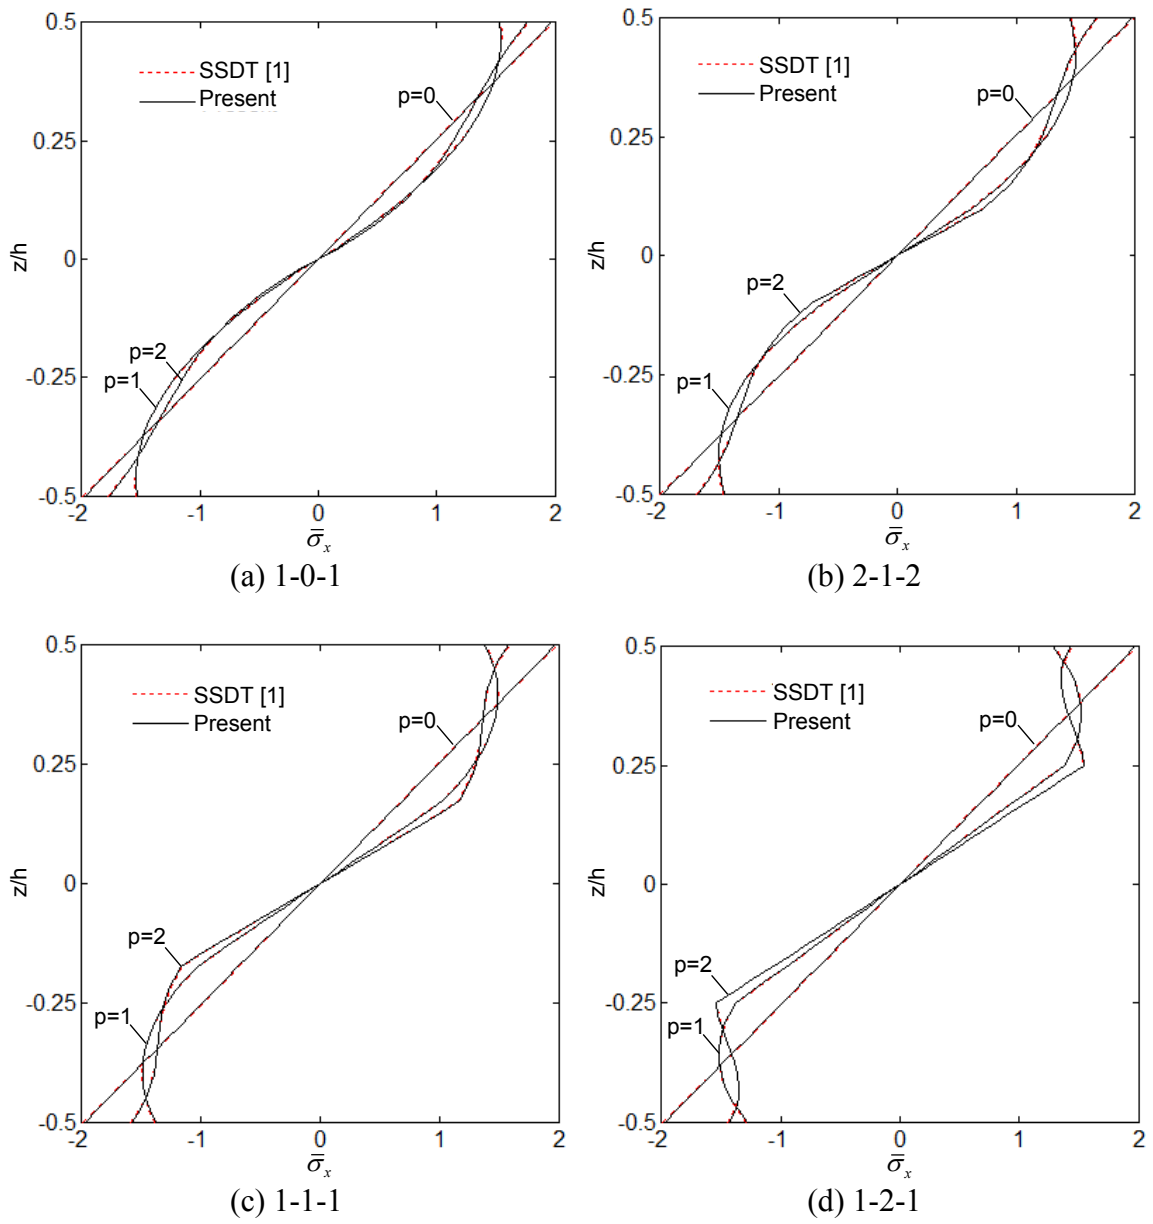 0.5
SSDT [1]
Present
p=0
0.25
z/h
0
p=2
p=1
-0.25
-0.5
-2 -1 0 1 2
σ̅ₓ
(a) 1-0-1
0.5
SSDT [1]
Present
p=0
0.25
z/h
0
p=2
-0.25
p=1
-0.5
-2 -1 0 1 2
σ̅ₓ
(b) 2-1-2
0.5
SSDT [1]
Present
p=0
0.25
z/h
0
p=2
-0.25
p=1
-0.5
-2 -1 0 1 2
σ̅ₓ
(c) 1-1-1
0.5
SSDT [1]
Present
p=0
0.25
z/h
0
p=2
-0.25
p=1
-0.5
-2 -1 0 1 2
σ̅ₓ
(d) 1-2-1